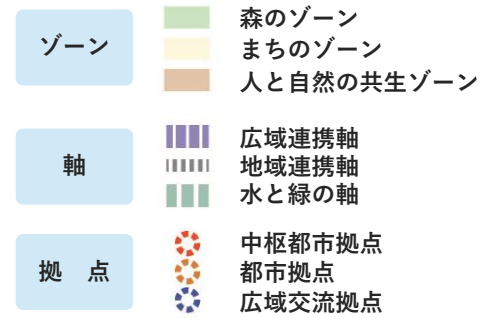 ゾーン
森のゾーン
まちのゾーン
人と自然の共生ゾーン
軸
広域連携軸
地域連携軸
水と緑の軸
拠　点
中枢都市拠点
都市拠点
広域交流拠点